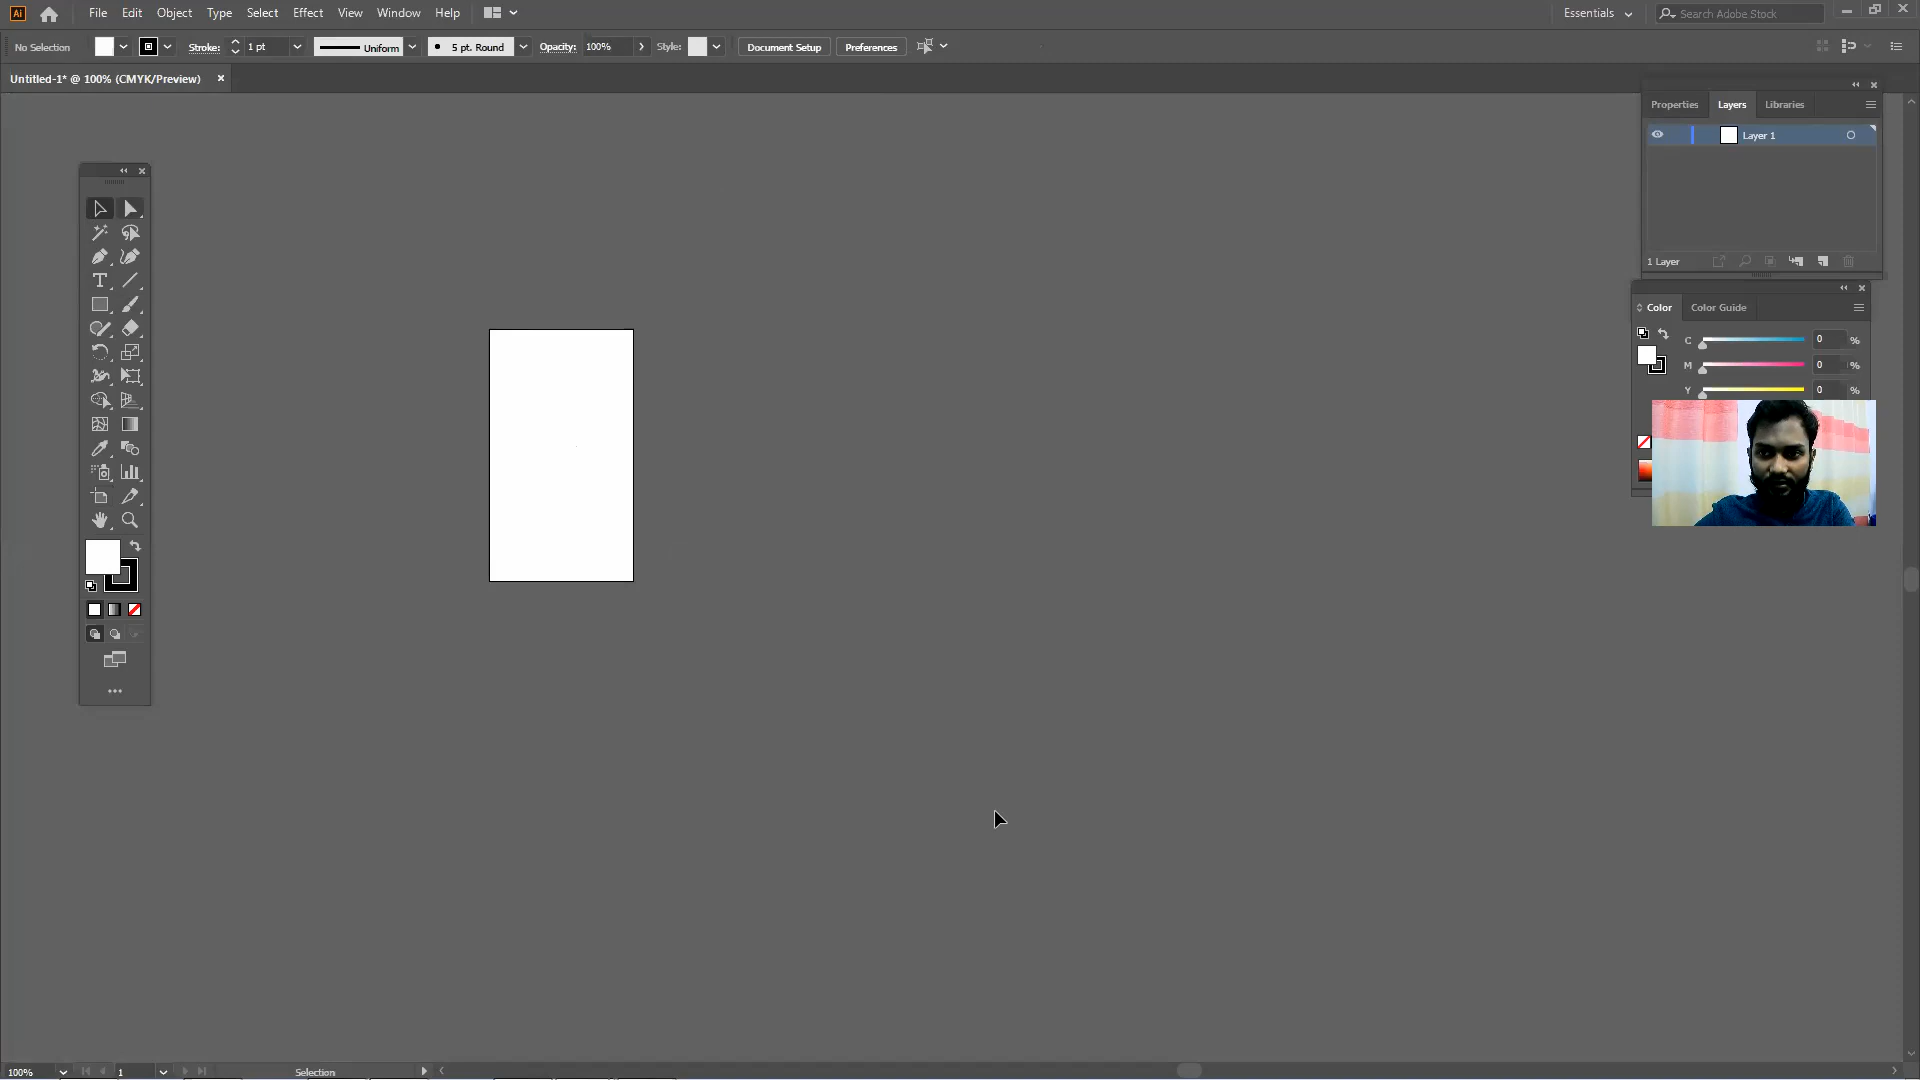 Ai File Edit Object Type Select Effect View Window Help Essentials Search Adobe Stock
No Selection Stroke: 1 pt Uniform 5 pt. Round Opacity: 100% Style: Document Setup Preferences
Untitled-1* @ 100% (CMYK/Preview)
Properties Layers Libraries
Layer 1
1 Layer
Color Color Guide
C 0 %
M 0 %
Y 0 %
100% 1 Selection